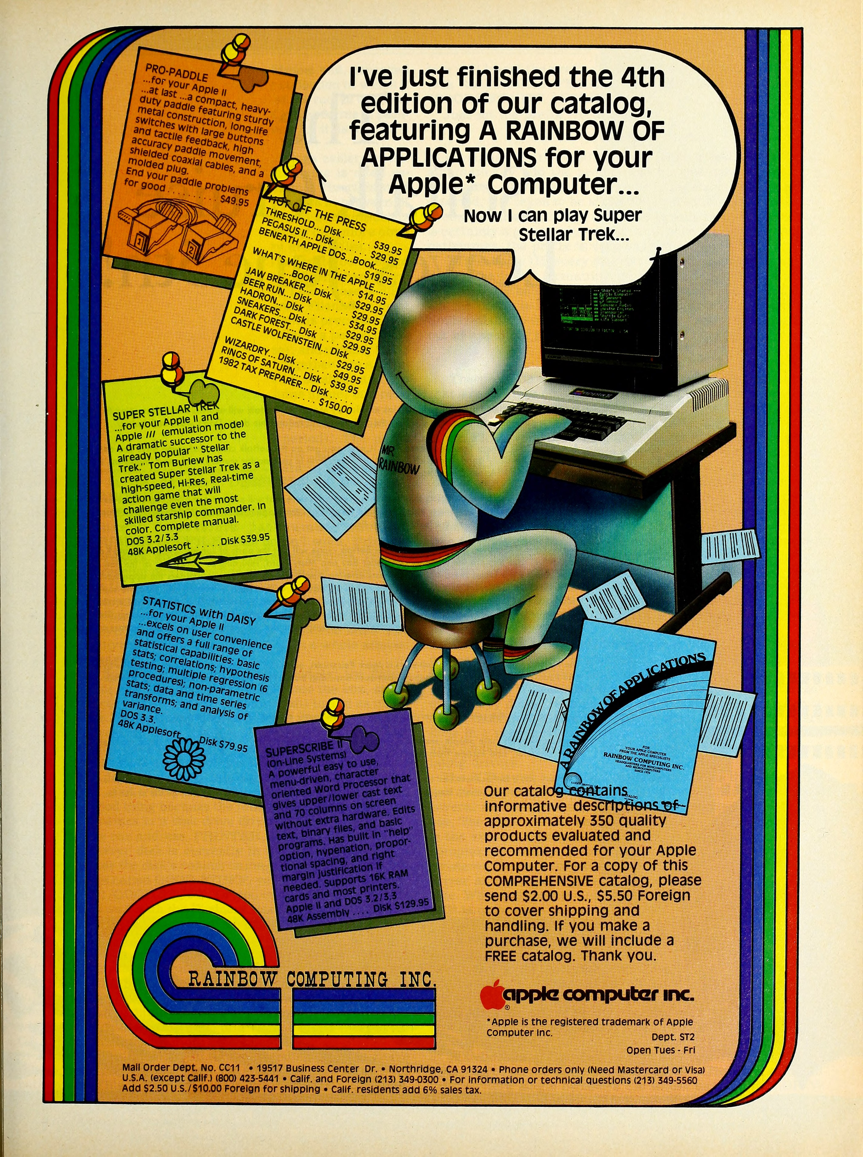 I've just finished the 4th
edition of our catalog,
featuring A RAINBOW OF
APPLICATIONS for your
Apple* Computer...
Now I can play Super
Stellar Trek...
PRO-PADDLE
...for your Apple II
...at last ...a compact, heavy-
duty paddle featuring sturdy
metal construction, long-life
switches with large buttons
and tactile feedback, high
accuracy paddle movement,
shielded coaxial cables, and a
molded plug.
End your paddle problems
for good . . . . . . . . . . $49.95
1
2
HOT OFF THE PRESS
THRESHOLD... Disk . . . . . . $39.95
PEGASUS II... Disk . . . . . . $29.95
BENEATH APPLE DOS...Book.......
$19.95
WHAT'S WHERE IN THE APPLE.....
...Book . . . . . $14.95
JAW BREAKER... Disk . . . . . $29.95
BEER RUN... Disk . . . . . . $29.95
HADRON... Disk . . . . . . $34.95
SNEAKERS... Disk . . . . . . $29.95
DARK FOREST... Disk . . . . . $29.95
CASTLE WOLFENSTEIN... Disk
$29.95
WIZARDRY... Disk . . . . . . $49.95
RINGS OF SATURN... Disk . $39.95
1982 TAX PREPARER... Disk . . . . .
. . . . . $150.00
MR
RAINBOW
SUPER STELLAR TREK
...for your Apple II and
Apple /// (emulation mode)
A dramatic successor to the
already popular " Stellar
Trek." Tom Burlew has
created Super Stellar Trek as a
high-speed, Hi-Res, Real-time
action game that will
challenge even the most
skilled starship commander. In
color. Complete manual.
DOS 3.2/3.3
48K Applesoft . . . . . Disk $39.95
STATISTICS with DAISY
...for your Apple II
...excels on user convenience
and offers a full range of
statistical capabilities: basic
stats; correlations; hypothesis
testing; multiple regression (6
procedures); non-parametric
stats; data and time series
transforms; and analysis of
variance.
DOS 3.3.
48K Applesoft . . . Disk $79.95
SUPERSCRIBE II
(On-Line Systems)
A powerful easy to use,
menu-driven, character
oriented Word Processor that
gives upper/lower cast text
and 70 columns on screen
without extra hardware. Edits
text, binary files, and basic
programs. Has built in "help"
option, hypenation, propor-
tional spacing, and right
margin justification if
needed. Supports 16K RAM
cards and most printers.
Apple II and DOS 3.2/3.3
48K Assembly . . . . Disk $129.95
A RAINBOW OF APPLICATIONS
FOR
YOUR APPLE COMPUTER
FROM THE APPLE SPECIALISTS
RAINBOW COMPUTING INC.
Our catalog contains
informative descriptions of
approximately 350 quality
products evaluated and
recommended for your Apple
Computer. For a copy of this
COMPREHENSIVE catalog, please
send $2.00 U.S., $5.50 Foreign
to cover shipping and
handling. If you make a
purchase, we will include a
FREE catalog. Thank you.
RAINBOW COMPUTING INC.
apple computer inc.
®
*Apple is the registered trademark of Apple
Computer Inc.
Dept. ST2
Open Tues - Fri
Mail Order Dept. No. CC11 • 19517 Business Center Dr. • Northridge, CA 91324 • Phone orders only (Need Mastercard or Visa)
U.S.A. (except Calif.) (800) 423-5441 • Calif. and Foreign (213) 349-0300 • For information or technical questions (213) 349-5560
Add $2.50 U.S./$10.00 Foreign for shipping • Calif. residents add 6% sales tax.